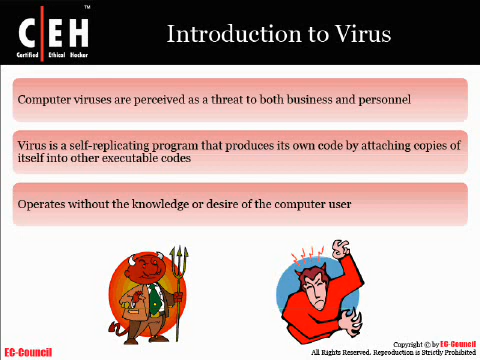 C|EH™
Certified Ethical Hacker
Introduction to Virus
Computer viruses are perceived as a threat to both business and personnel
Virus is a self-replicating program that produces its own code by attaching copies of
itself into other executable codes
Operates without the knowledge or desire of the computer user
EC-Council
Copyright © by EC-Council
All Rights Reserved. Reproduction is Strictly Prohibited